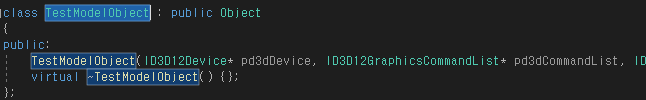 class TestModelObject : public Object
{
public:
TestModelObject(ID3D12Device* pd3dDevice, ID3D12GraphicsCommandList* pd3dCommandList, ID
virtual ~TestModelObject() {};
};